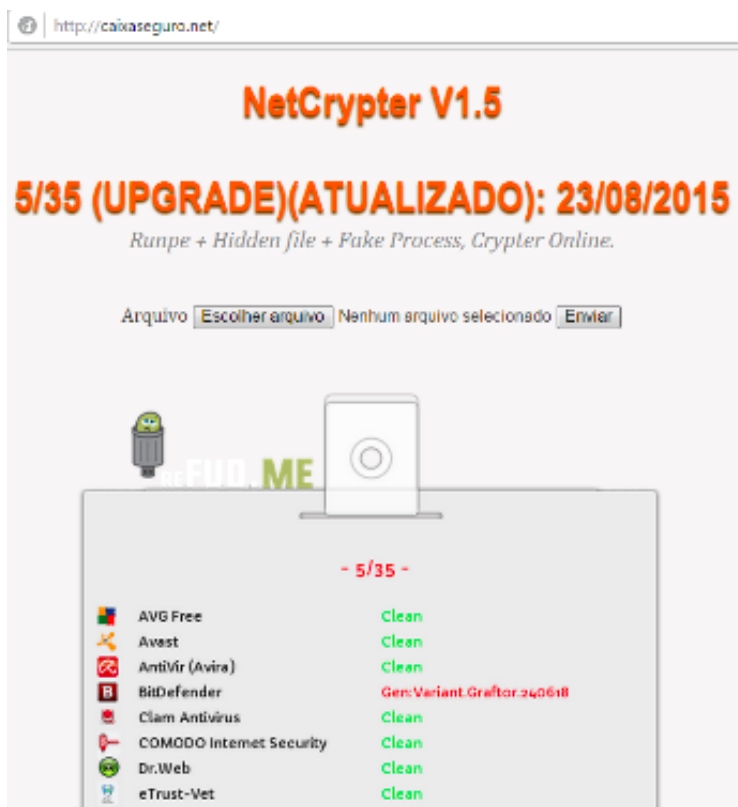 http://caixaseguro.net/
NetCrypter V1.5
5/35 (UPGRADE)(ATUALIZADO): 23/08/2015
Runpe + Hidden file + Fake Process, Crypter Online.
Arquivo Escolher arquivo Nenhum arquivo selecionado Enviar
REFUD.ME
- 5/35 -
AVG Free Clean
Avast Clean
AntiVir (Avira) Clean
BitDefender Gen:Variant.Graftor.240618
Clam Antivirus Clean
COMODO Internet Security Clean
Dr.Web Clean
eTrust-Vet Clean